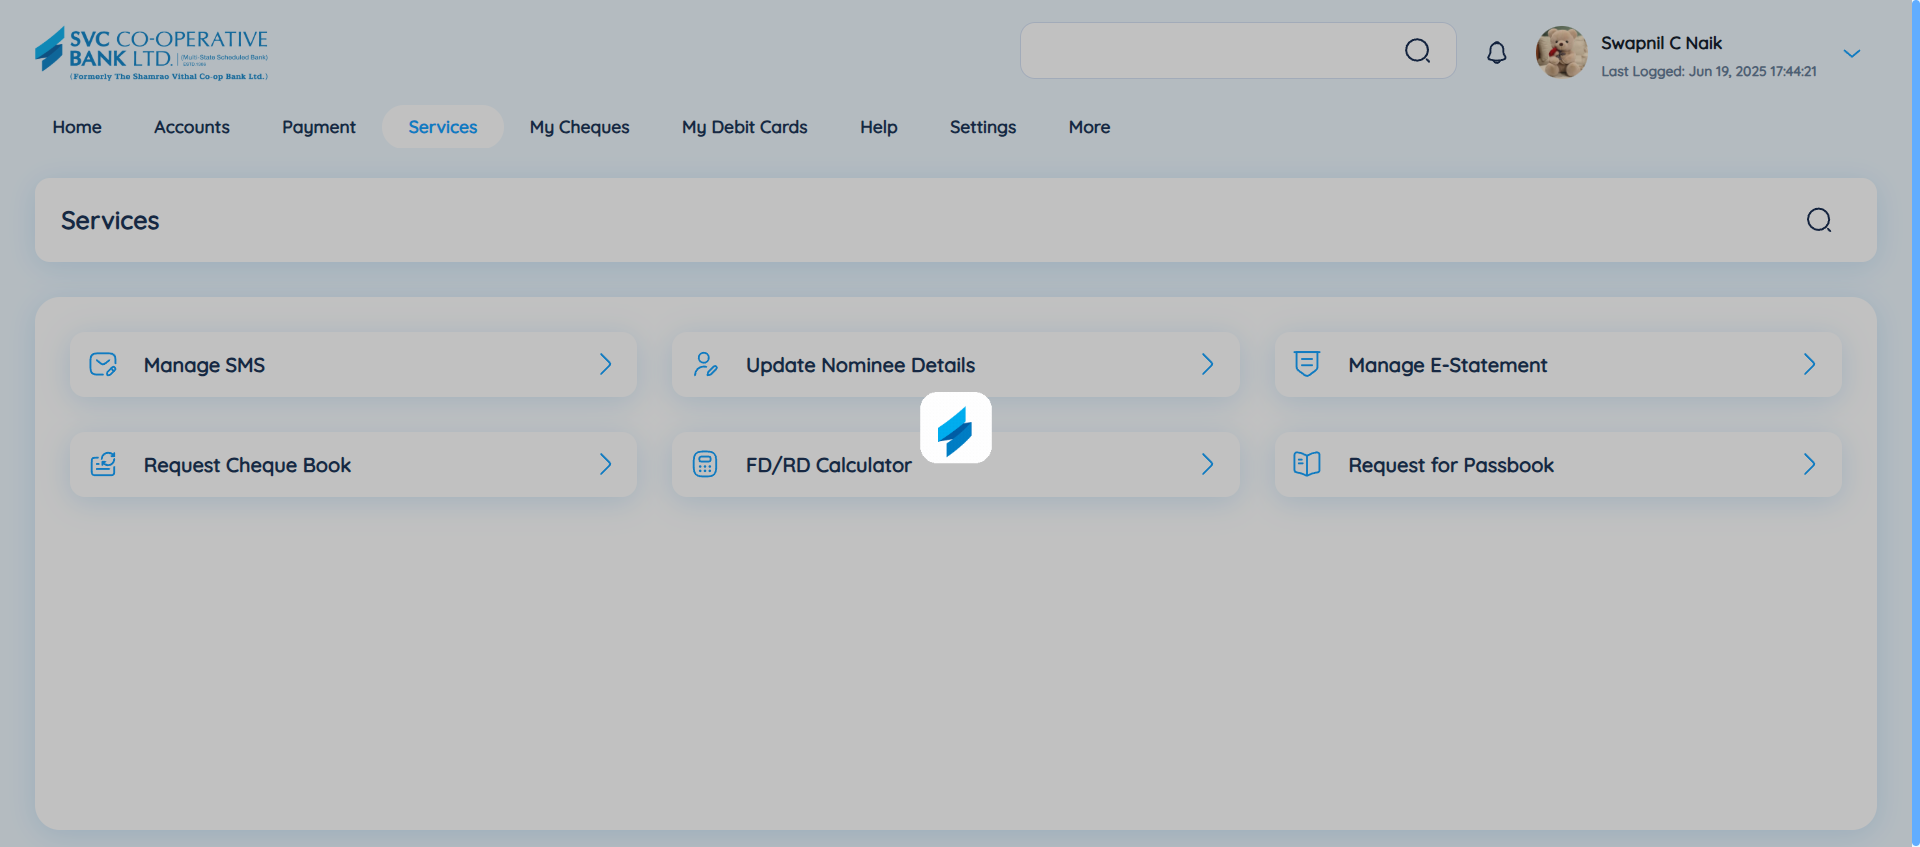 SVC CO-OPERATIVE
BANK LTD. (Multi-State Scheduled Bank)
ESTD 1906
(Formerly The Shamrao Vithal Co-op Bank Ltd.)
Swapnil C Naik
Last Logged: Jun 19, 2025 17:44:21
Home Accounts Payment Services My Cheques My Debit Cards Help Settings More
Services
Manage SMS Update Nominee Details Manage E-Statement
Request Cheque Book FD/RD Calculator Request for Passbook